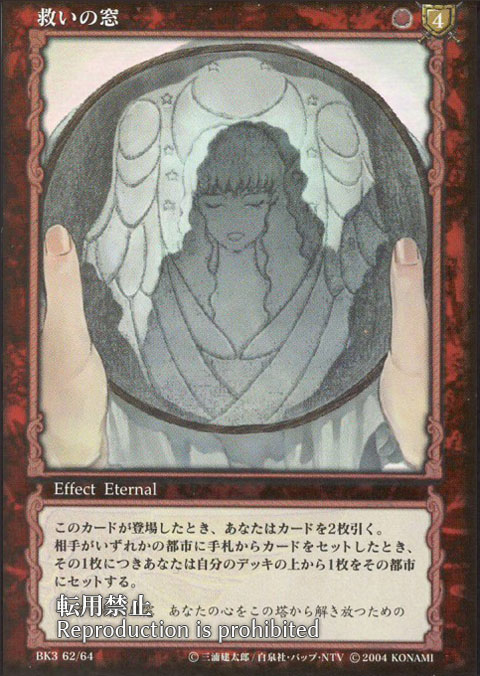 救いの窓
4
Effect Eternal
このカードが登場したとき、あなたはカードを2枚引く。
相手がいずれかの都市に手札からカードをセットしたとき、
その1枚につきあなたは自分のデッキの上から1枚をその都市
にセットする。
あなたの心をこの塔から解き放つための
転用禁止
Reproduction is prohibited
BK3 62/64
©三浦建太郎/白泉社・バップ・NTV ©2004 KONAMI